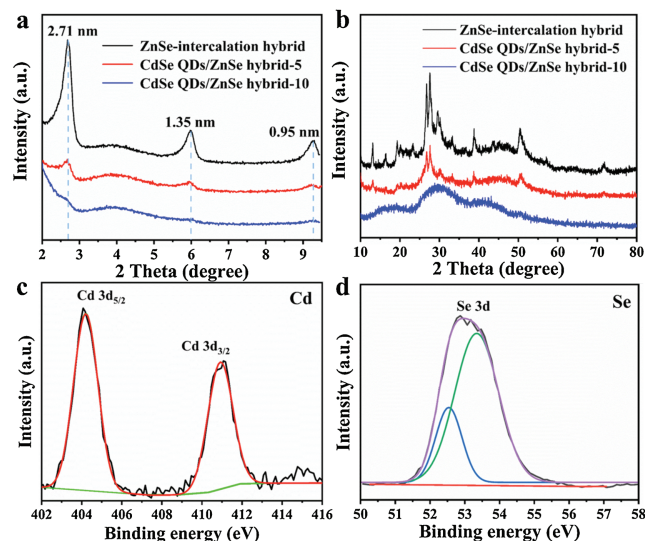 a
2.71 nm
ZnSe-intercalation hybrid
CdSe QDs/ZnSe hybrid-5
CdSe QDs/ZnSe hybrid-10
1.35 nm
0.95 nm
Intensity (a.u.)
2 3 4 5 6 7 8 9
2 Theta (degree)
b
ZnSe-intercalation hybrid
CdSe QDs/ZnSe hybrid-5
CdSe QDs/ZnSe hybrid-10
Intensity (a.u.)
10 20 30 40 50 60 70 80
2 Theta (degree)
c
Cd 3d5/2
Cd
Cd 3d3/2
Intensity (a.u.)
402 404 406 408 410 412 414 416
Binding energy (eV)
d
Se 3d
Se
Intensity (a.u.)
50 51 52 53 54 55 56 57 58
Binding energy (eV)